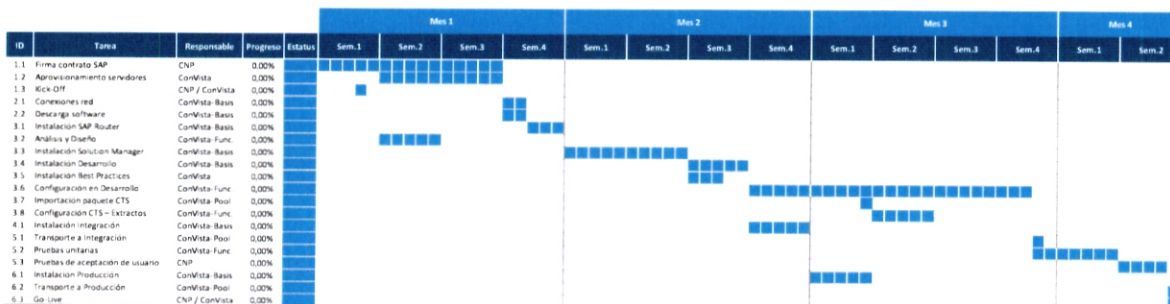 Mes 1 Mes 2 Mes 3 Mes 4
ID Tarea Responsable Progreso Estatus Sem.1 Sem.2 Sem.3 Sem.4 Sem.1 Sem.2 Sem.3 Sem.4 Sem.1 Sem.2 Sem.3 Sem.4 Sem.1 Sem.2
1.1 Firma contrato SAP CNP 0,00%
1.2 Aprovisionamiento servidores ConVista 0,00%
1.3 Kick-Off CNP / ConVista 0,00%
2.1 Conexiones red ConVista-Basis 0,00%
2.2 Descarga software ConVista-Basis 0,00%
3.1 Instalación SAP Router ConVista-Basis 0,00%
3.2 Análisis y Diseño ConVista-Func. 0,00%
3.3 Instalación Solution Manager ConVista-Basis 0,00%
3.4 Instalación Desarrollo ConVista-Basis 0,00%
3.5 Instalación Best Practices ConVista 0,00%
3.6 Configuración en Desarrollo ConVista-Func. 0,00%
3.7 Importación paquete CTS ConVista-Pool 0,00%
3.8 Configuración CTS – Extractos ConVista-Func. 0,00%
4.1 Instalación Integración ConVista-Basis 0,00%
5.1 Transporte a Integración ConVista-Pool 0,00%
5.2 Pruebas unitarias ConVista-Func. 0,00%
5.3 Pruebas de aceptación de usuario CNP 0,00%
6.1 Instalación Producción ConVista-Basis 0,00%
6.2 Transporte a Producción ConVista-Pool 0,00%
6.3 Go-Live CNP / ConVista 0,00%